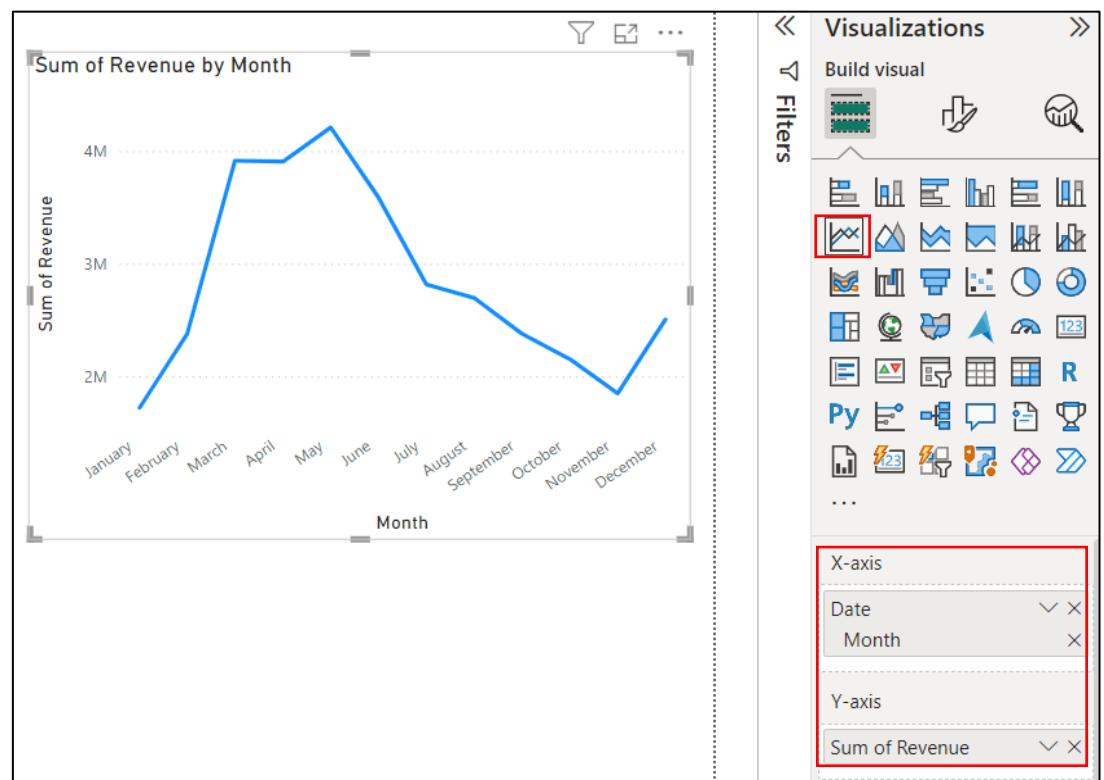 Sum of Revenue by Month
4M
3M
2M
Sum of Revenue
January
February
March
April
May
June
July
August
September
October
November
December
Month
Filters
Visualizations
Build visual
123
R
Py
123
...
X-axis
Date
Month
Y-axis
Sum of Revenue